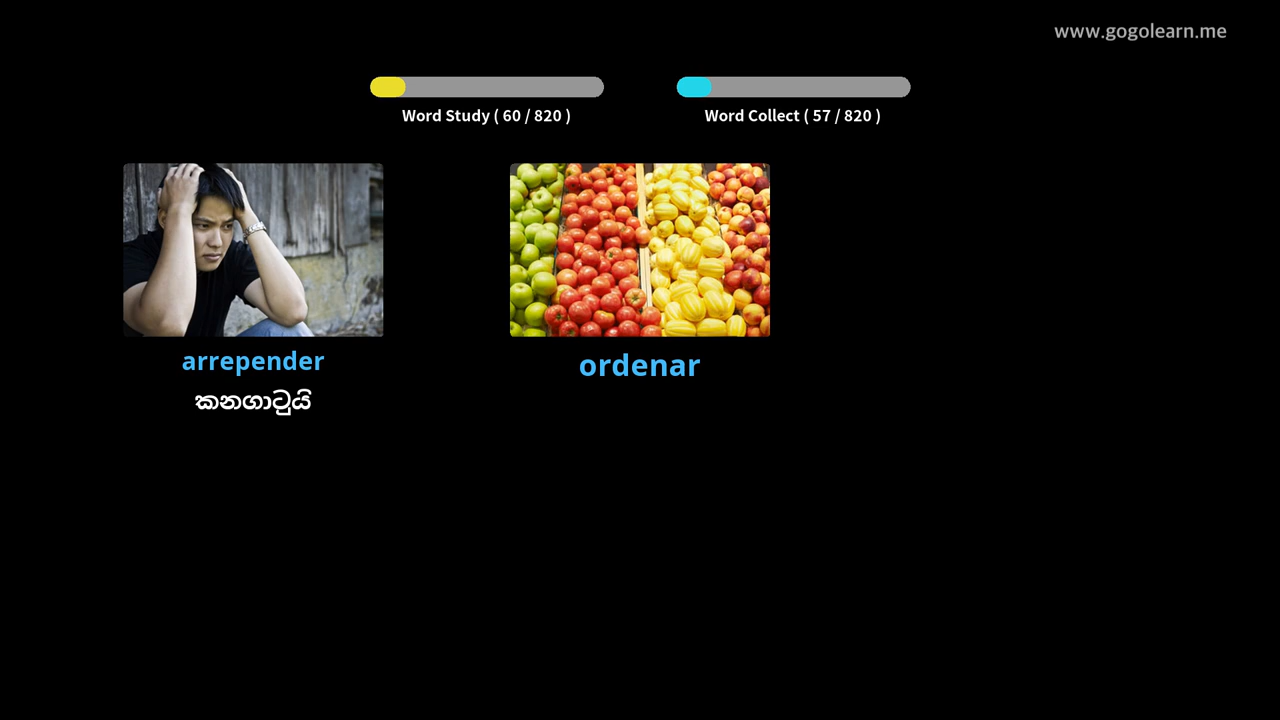 www.gogolearn.me
Word Study ( 60 / 820 )
Word Collect ( 57 / 820 )
arrepender
කනගාටුයි
ordenar